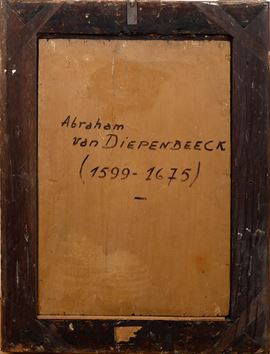 Abraham
van DIEPENBEECK
(1599-1675)